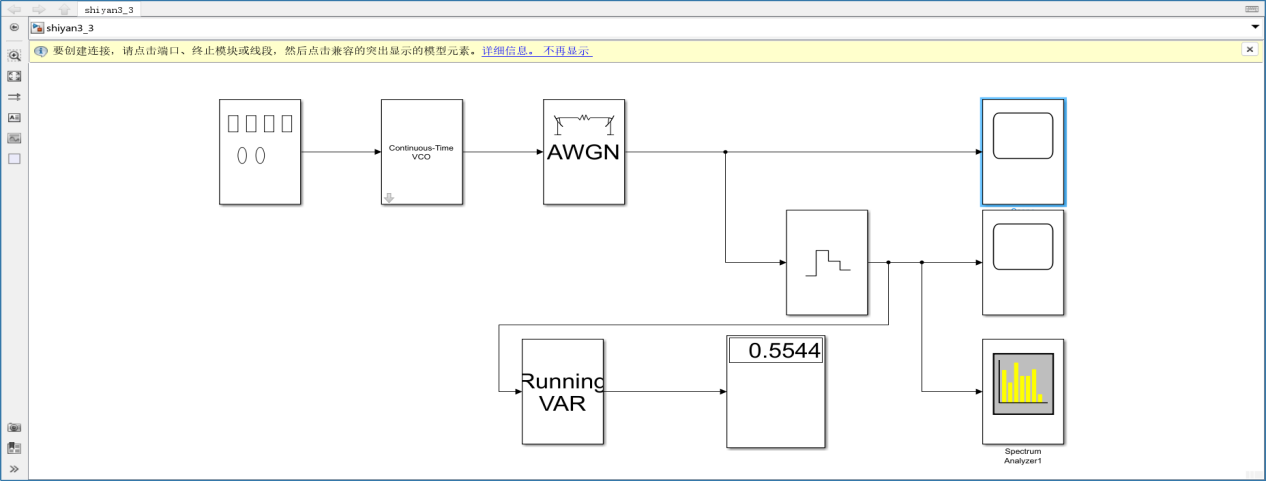 shiyan3_3
shiyan3_3
要创建连接，请点击端口、终止模块或线段，然后点击兼容的突出显示的模型元素。详细信息。 不再显示
Continuous-Time
VCO
AWGN
Running
VAR
0.5544
Spectrum
Analyzer1